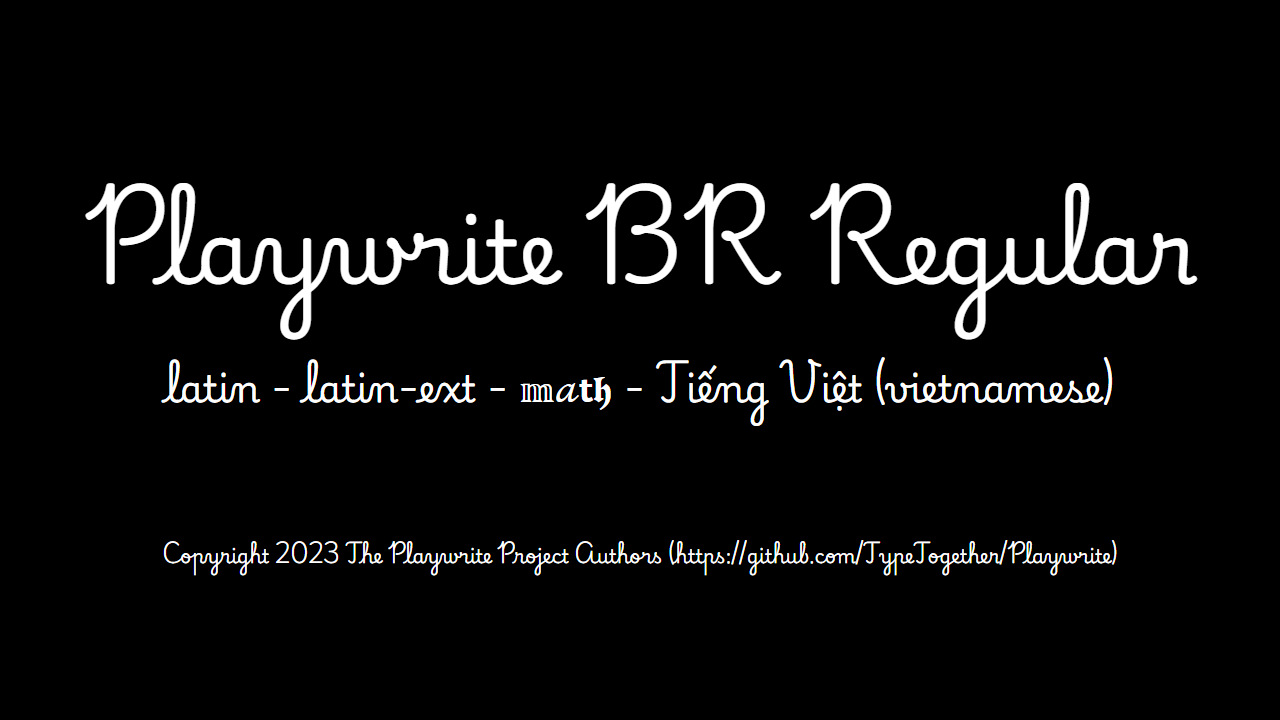 Playwrite BR Regular
latin - latin-ext - 𝕞𝑎𝐭𝖍 - Tiếng Việt (vietnamese)
Copyright 2023 The Playwrite Project Authors (https://github.com/TypeTogether/Playwrite)